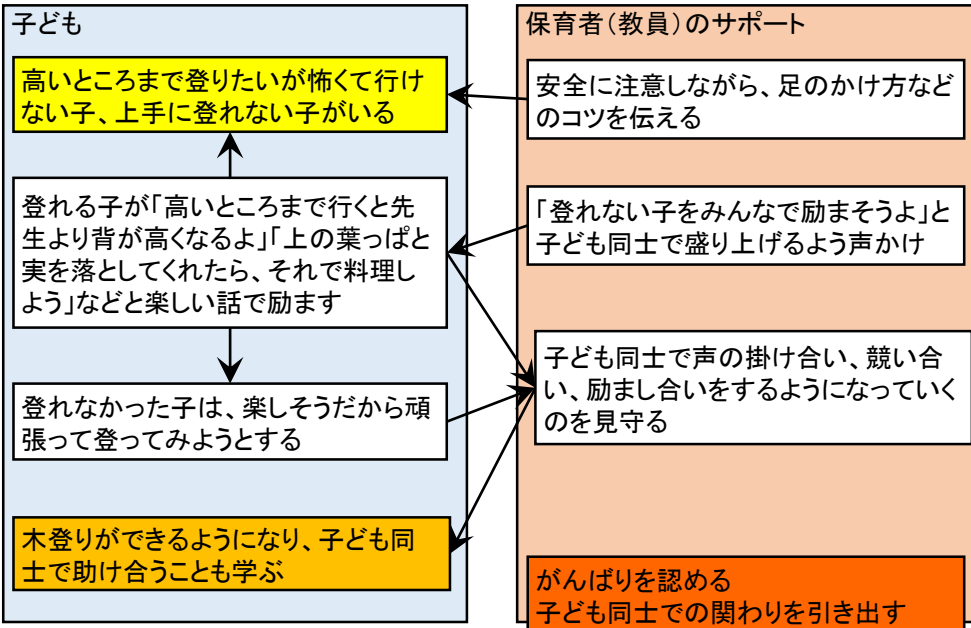 子ども
高いところまで登りたいが怖くて行け
ない子、上手に登れない子がいる
登れる子が「高いところまで行くと先
生より背が高くなるよ」「上の葉っぱと
実を落としてくれたら、それで料理し
よう」などと楽しい話で励ます
登れなかった子は、楽しそうだから頑
張って登ってみようとする
木登りができるようになり、子ども同
士で助け合うことも学ぶ
保育者（教員）のサポート
安全に注意しながら、足のかけ方など
のコツを伝える
「登れない子をみんなで励まそうよ」と
子ども同士で盛り上げるよう声かけ
子ども同士で声の掛け合い、競い合
い、励まし合いをするようになっていく
のを見守る
がんばりを認める
子ども同士での関わりを引き出す